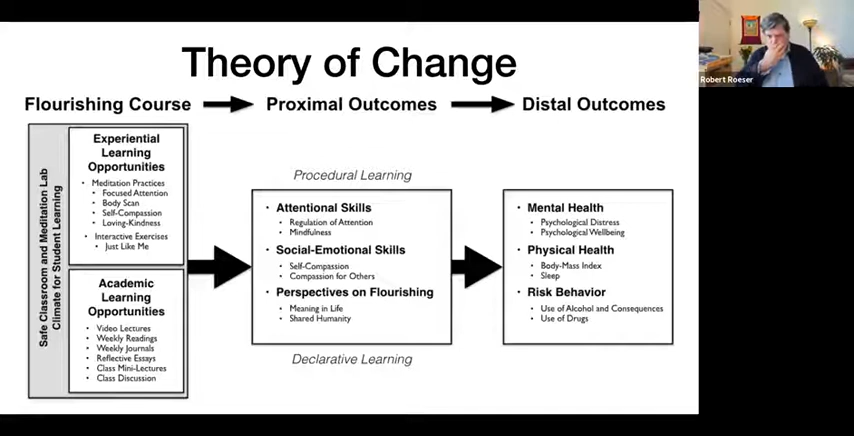 Theory of Change
Robert Roeser
Flourishing Course
Proximal Outcomes
Distal Outcomes
Safe Classroom and Meditation Lab
Climate for Student Learning
Experiential
Learning
Opportunities
• Meditation Practices
• Focused Attention
• Body Scan
• Self-Compassion
• Loving-Kindness
• Interactive Exercises
• Just Like Me
Academic
Learning
Opportunities
• Video Lectures
• Weekly Readings
• Weekly Journals
• Reflective Essays
• Class Mini-Lectures
• Class Discussion
Procedural Learning
• Attentional Skills
• Regulation of Attention
• Mindfulness
• Social-Emotional Skills
• Self-Compassion
• Compassion for Others
• Perspectives on Flourishing
• Meaning in Life
• Shared Humanity
Declarative Learning
• Mental Health
• Psychological Distress
• Psychological Wellbeing
• Physical Health
• Body-Mass Index
• Sleep
• Risk Behavior
• Use of Alcohol and Consequences
• Use of Drugs